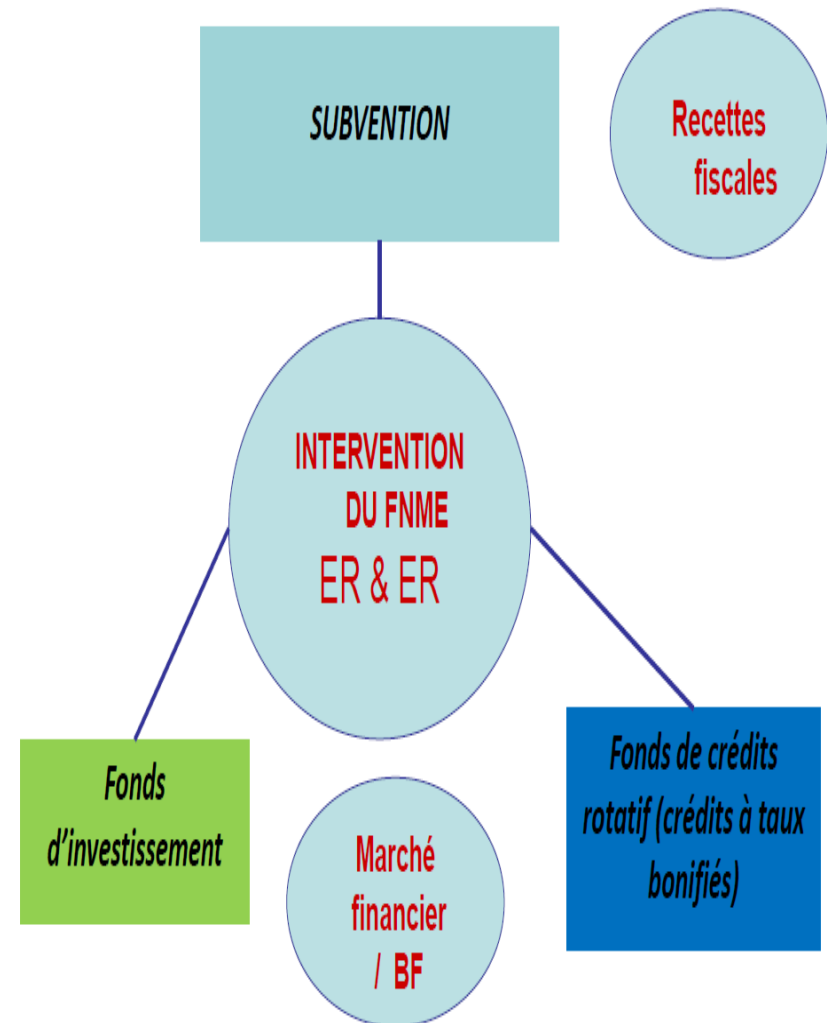 SUBVENTION
Recettes
fiscales
INTERVENTION
DU FNME
ER & ER
Fonds
d'investissement
Marché
financier
/ BF
Fonds de crédits
rotatif (crédits à taux
bonifiés)